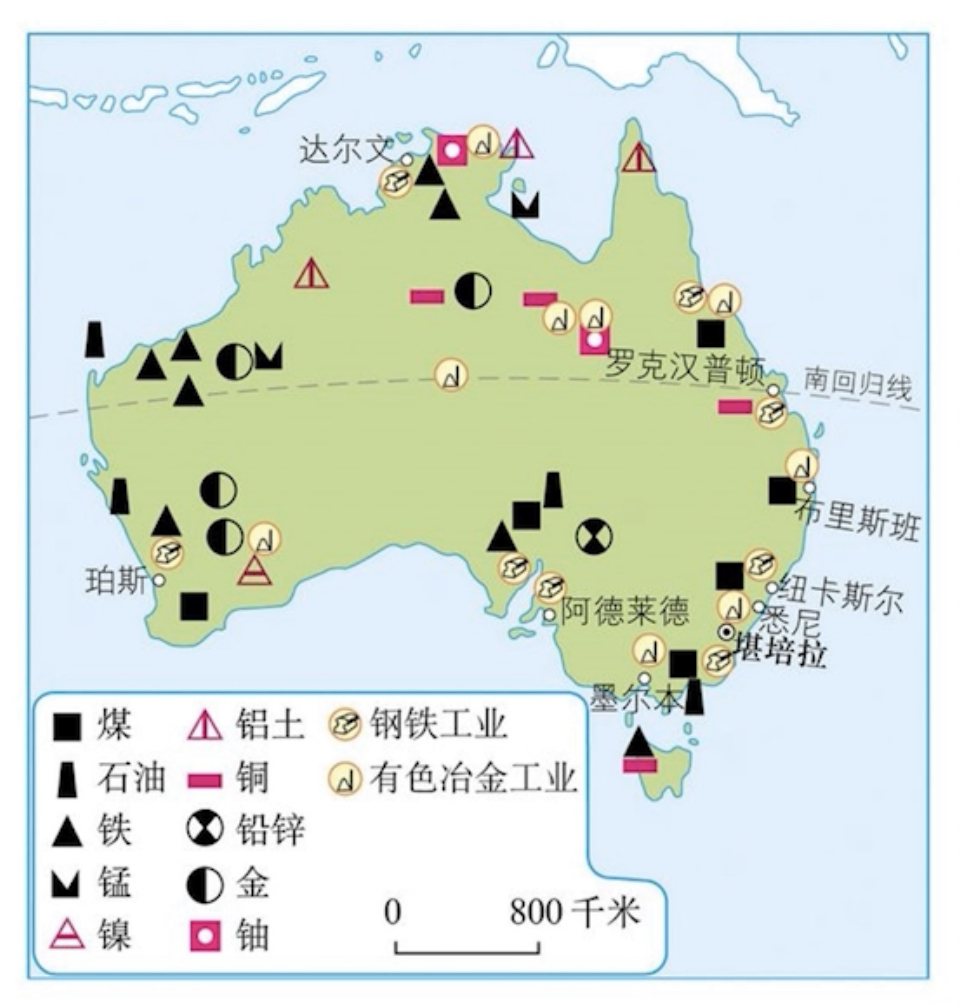 达尔文
罗克汉普顿
南回归线
布里斯班
珀斯
纽卡斯尔
悉尼
阿德莱德
堪培拉
墨尔本
煤 铝土 钢铁工业
石油 铜 有色冶金工业
铁 铅锌
锰 金
镍 铀
0 800千米